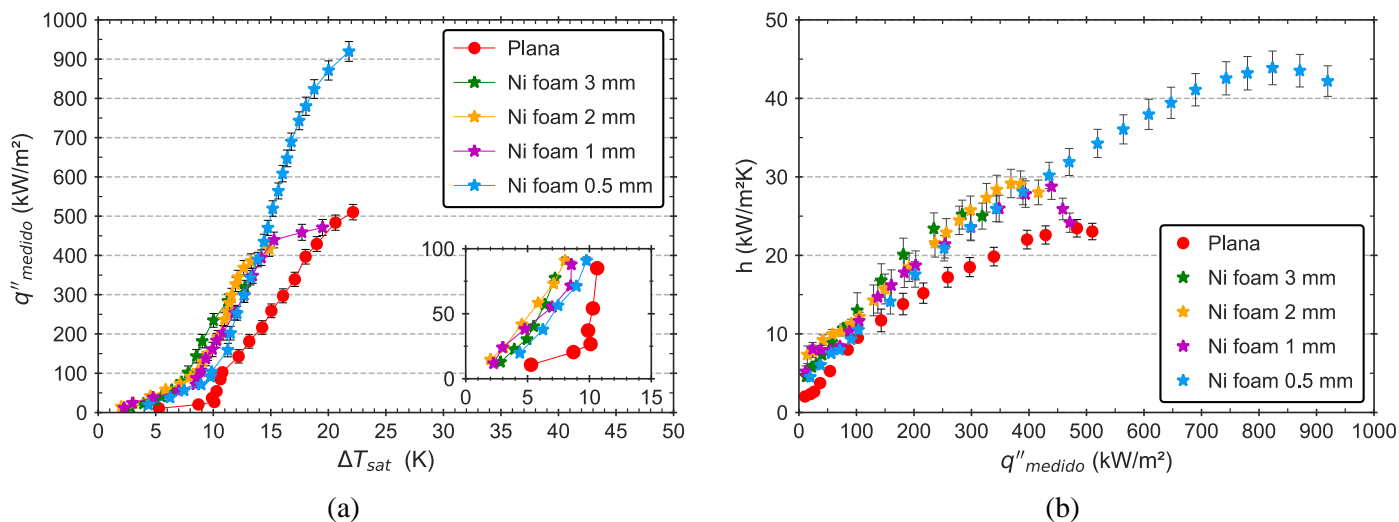 1000
900
800
700
600
500
400
300
200
100
0
q''medido (kW/m²)
0 5 10 15 20 25 30 35 40 45 50
ΔTsat (K)
Plana
Ni foam 3 mm
Ni foam 2 mm
Ni foam 1 mm
Ni foam 0.5 mm
100
50
0
0 5 10 15
(a)
50
40
30
20
10
0
h (kW/m²K)
0 100 200 300 400 500 600 700 800 900 1000
q''medido (kW/m²)
Plana
Ni foam 3 mm
Ni foam 2 mm
Ni foam 1 mm
Ni foam 0.5 mm
(b)